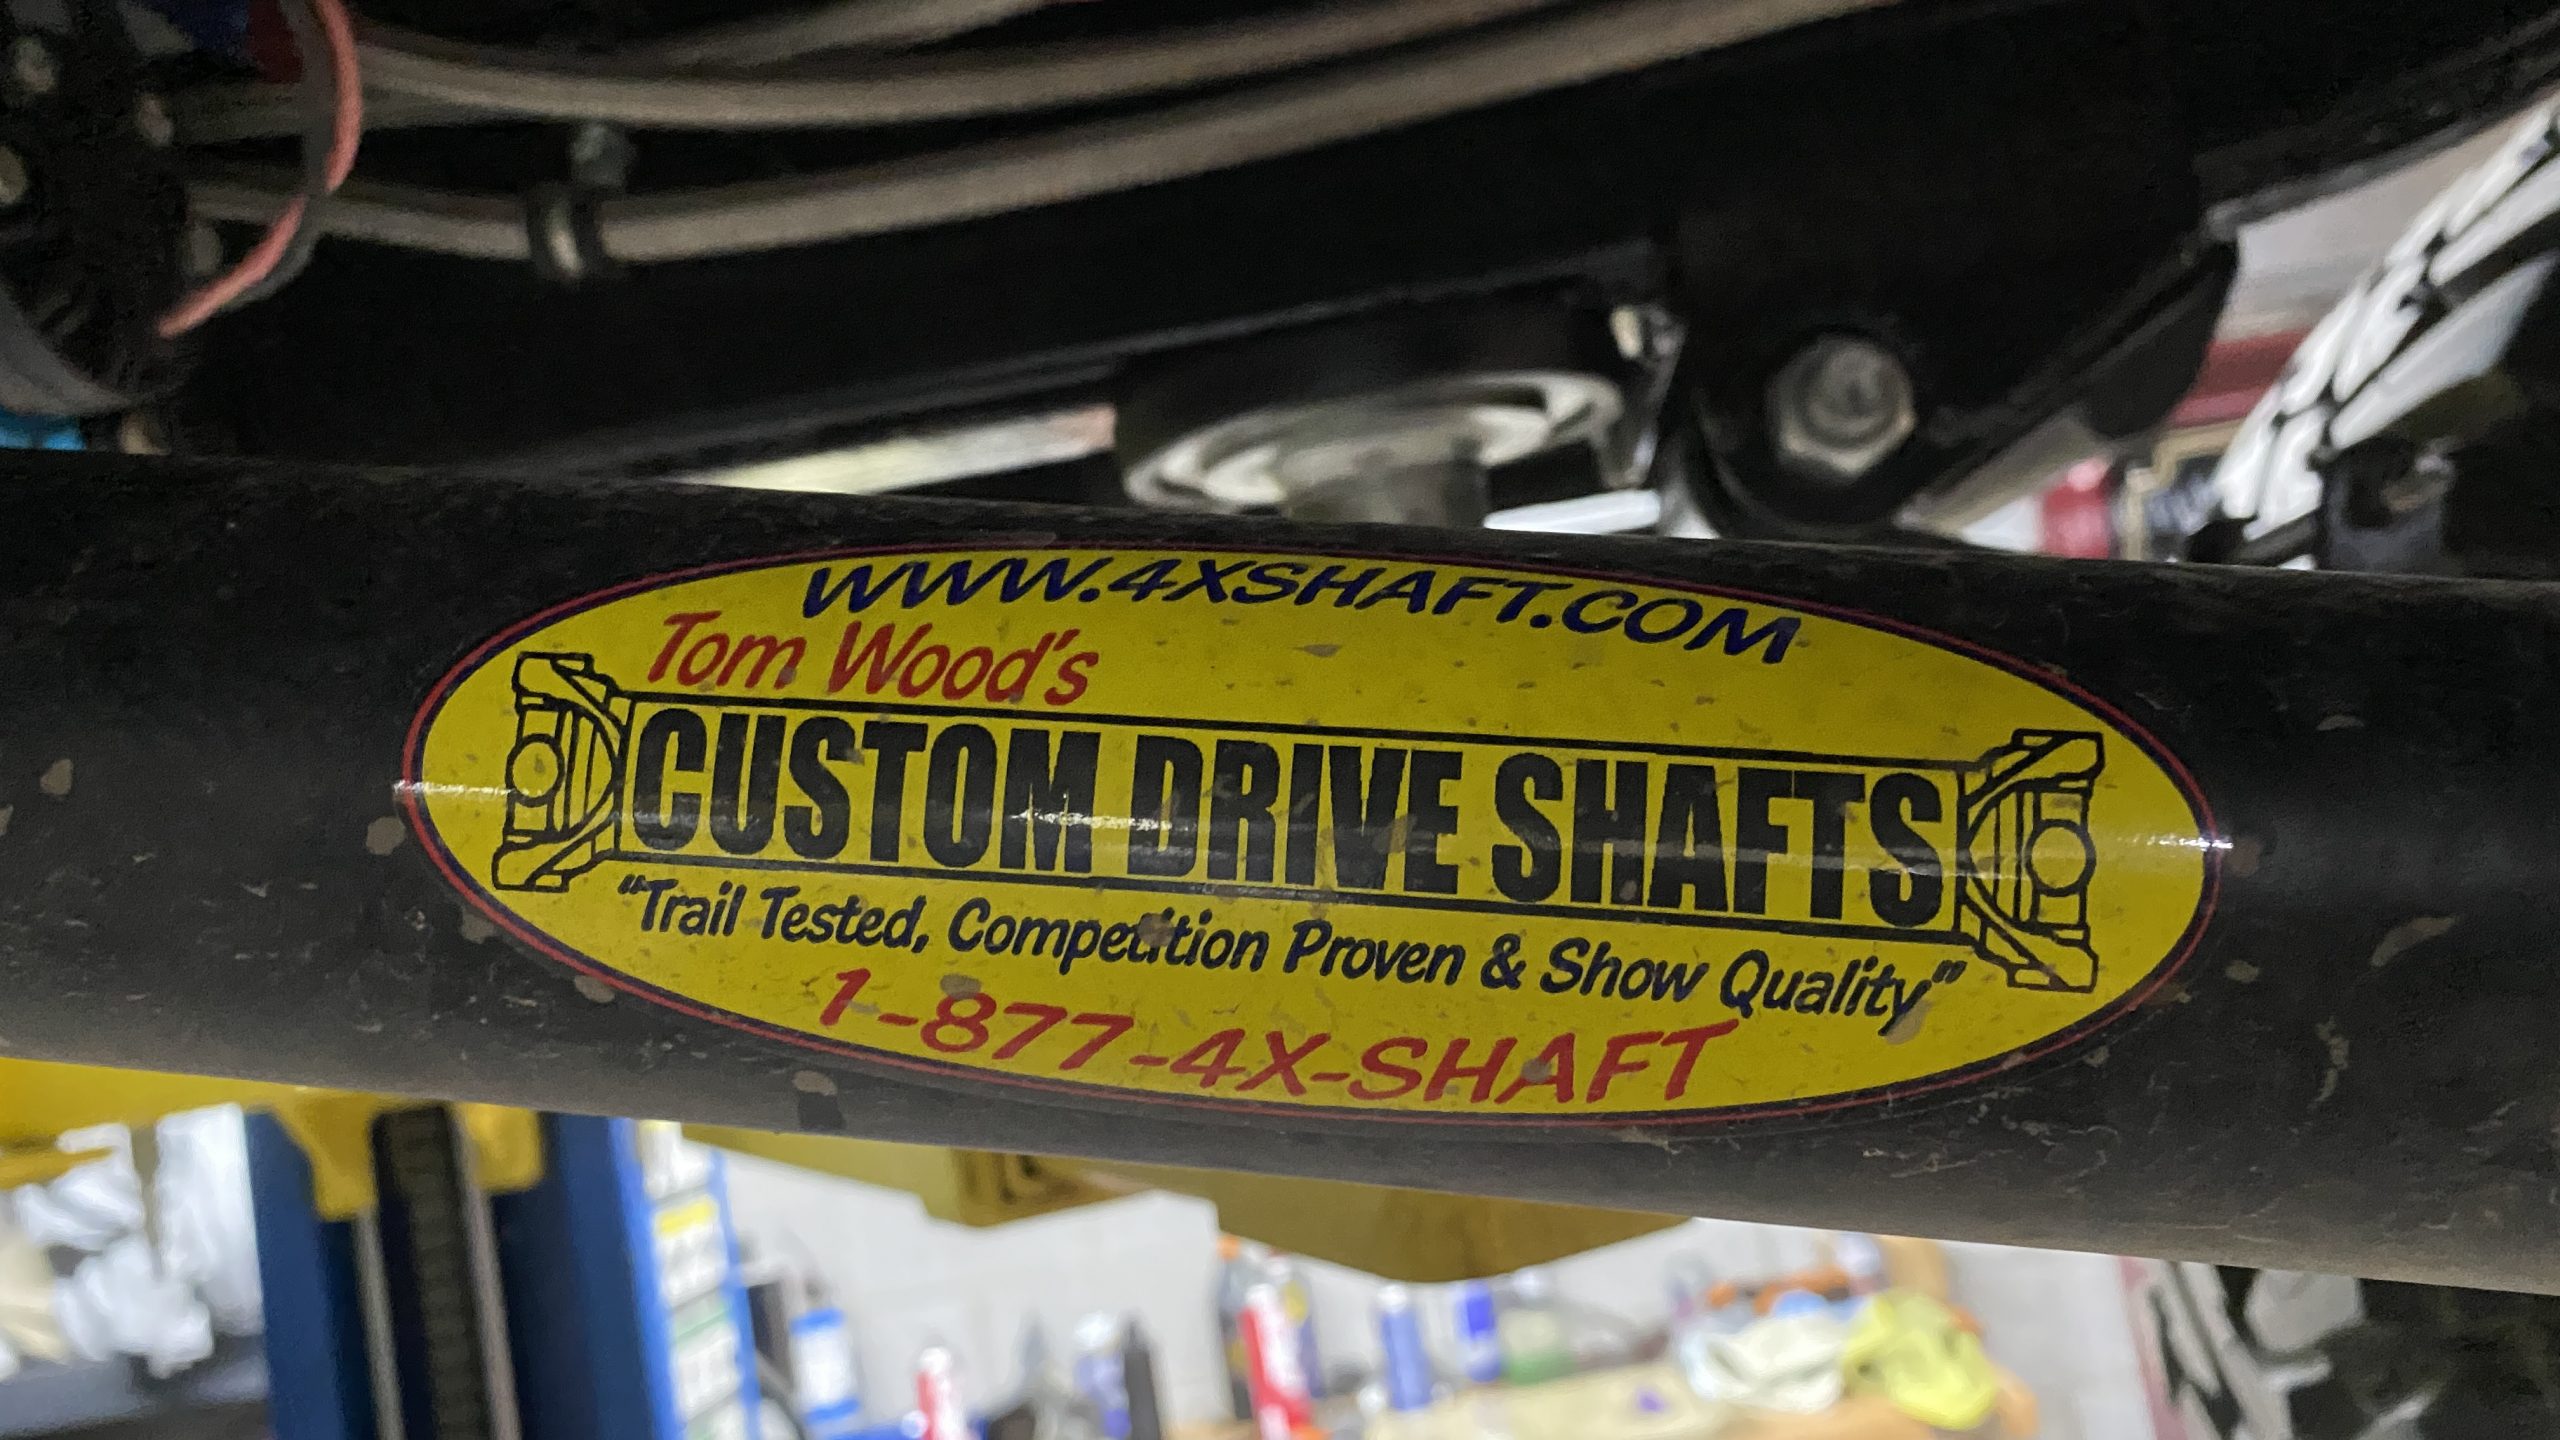 WWW.4XSHAFT.COM
Tom Wood's
CUSTOM DRIVE SHAFTS
"Trail Tested, Competition Proven & Show Quality"
1-877-4X-SHAFT